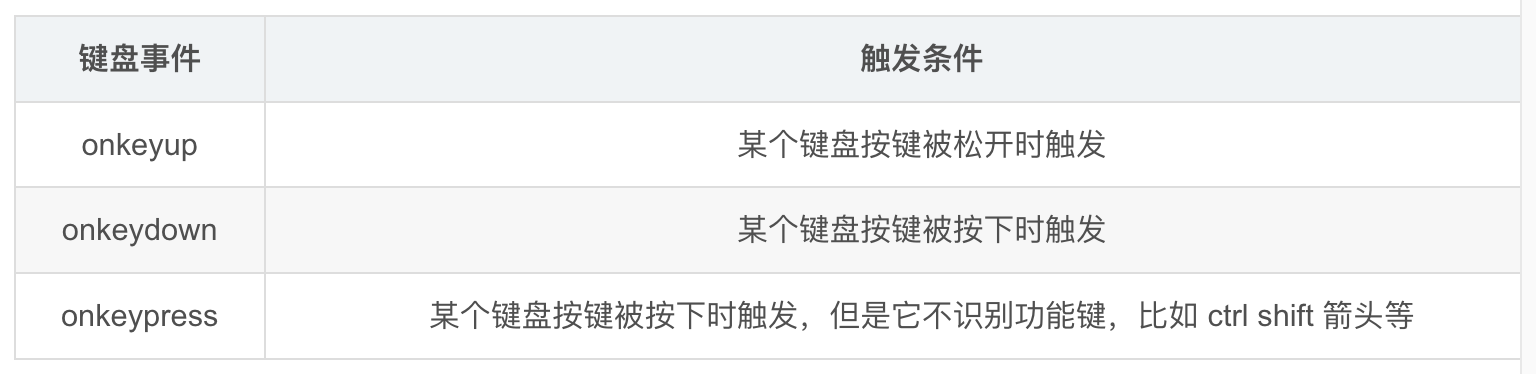 键盘事件 触发条件
onkeyup 某个键盘按键被松开时触发
onkeydown 某个键盘按键被按下时触发
onkeypress 某个键盘按键被按下时触发，但是它不识别功能键，比如 ctrl shift 箭头等